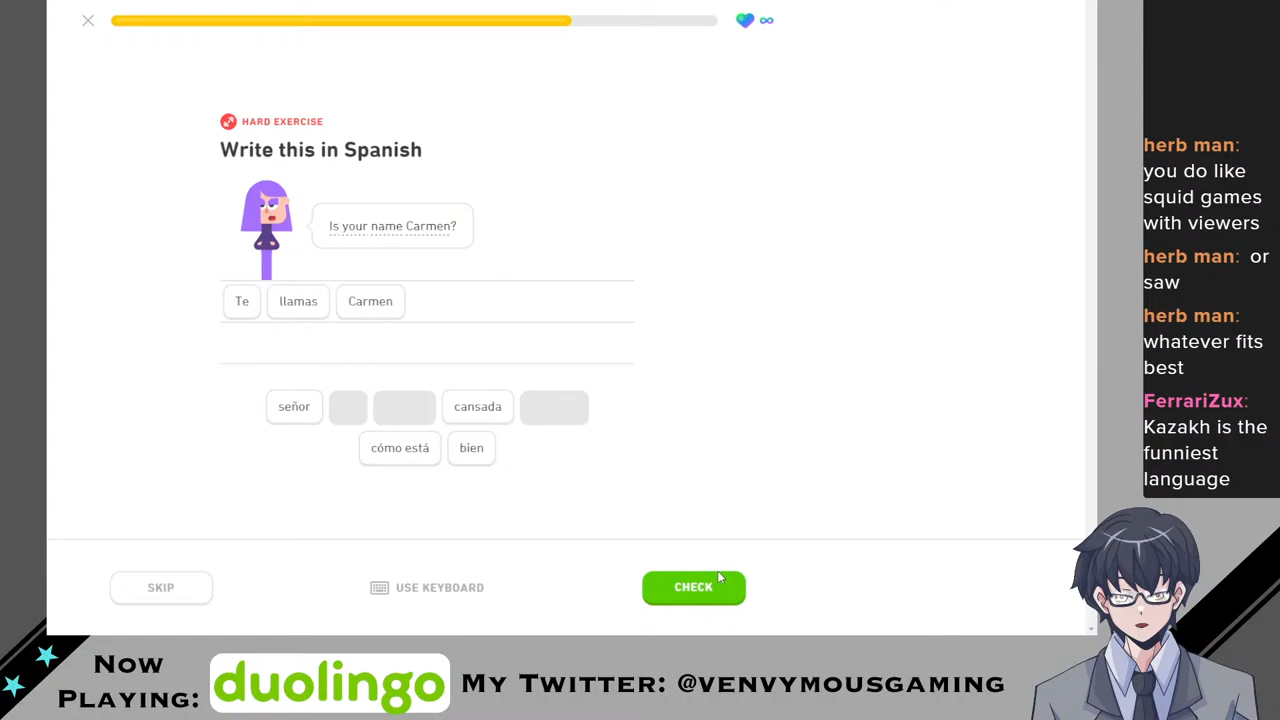 HARD EXERCISE
Write this in Spanish
Is your name Carmen?
Te llamas Carmen
señor cansada
cómo está bien
SKIP USE KEYBOARD CHECK
herb man:
you do like
squid games
with viewers
herb man: or
saw
herb man:
whatever fits
best
FerrariZux:
Kazakh is the
funniest
language
Now
Playing:
duolingo
My Twitter: @venvymousgaming